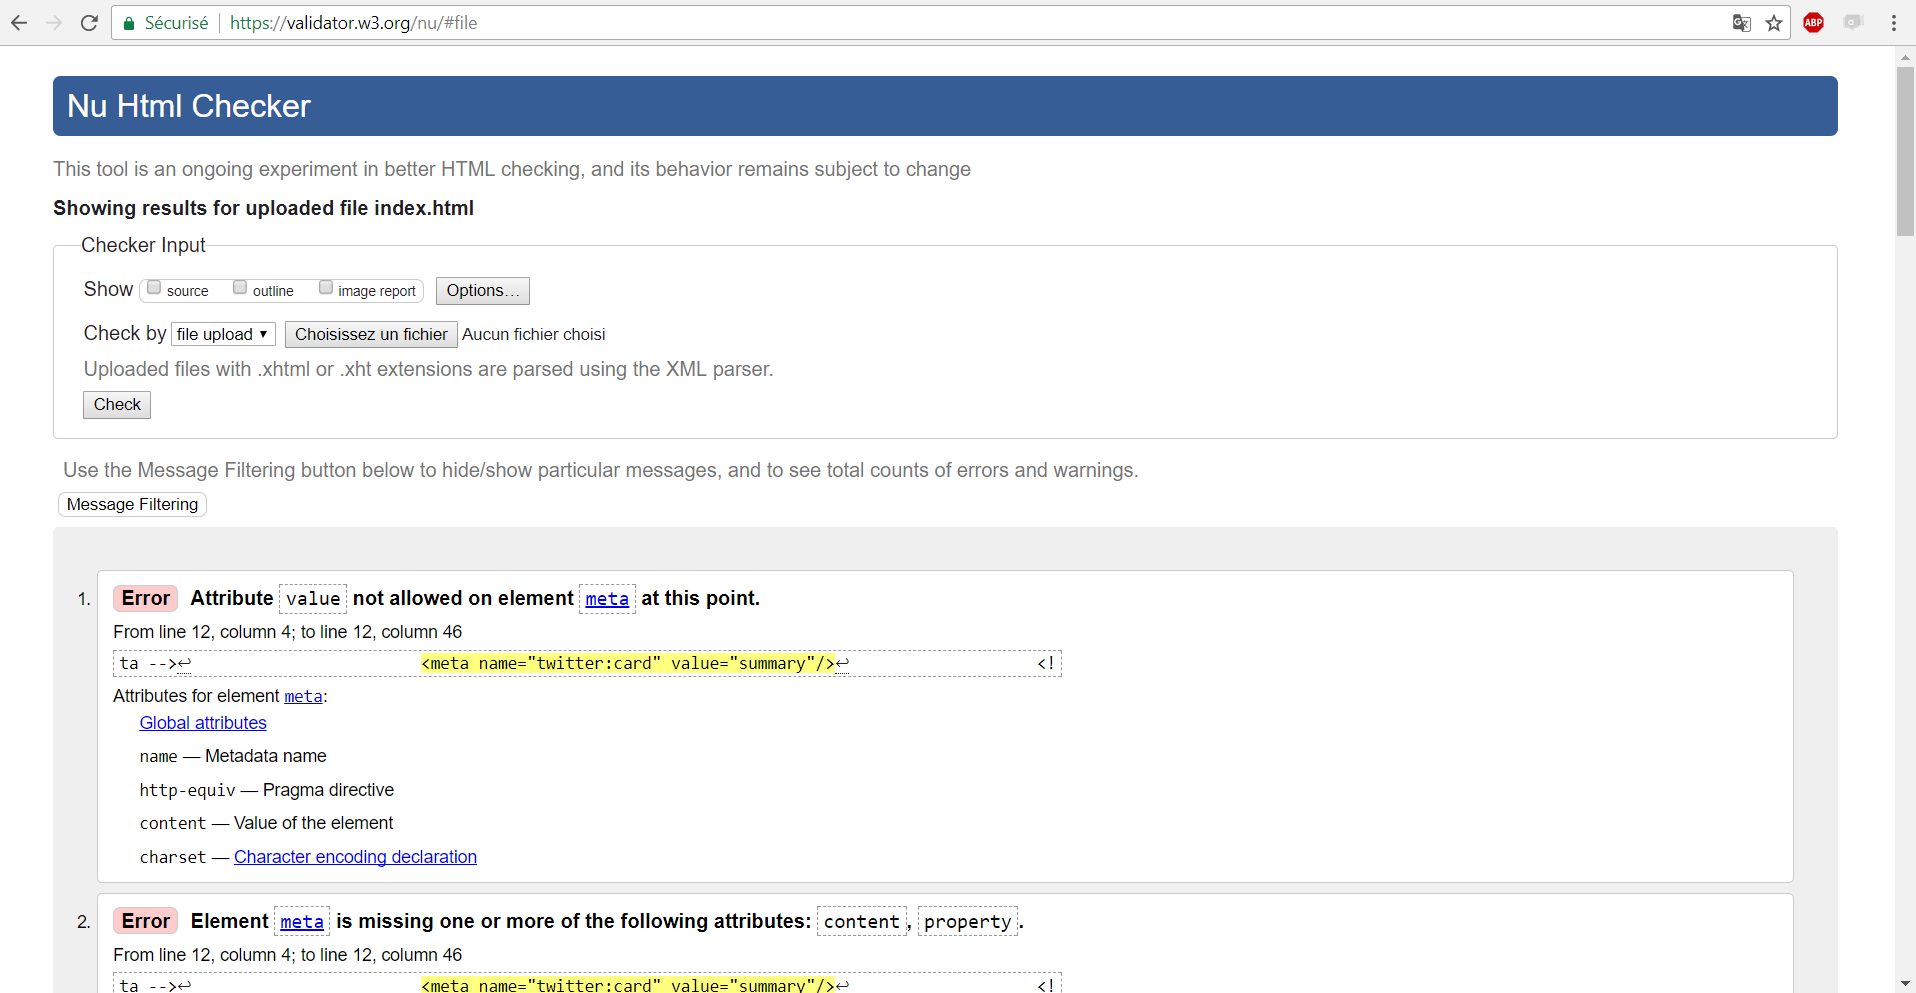 Sécurisé https://validator.w3.org/nu/#file
ABP
Nu Html Checker
This tool is an ongoing experiment in better HTML checking, and its behavior remains subject to change
Showing results for uploaded file index.html
Checker Input
Show source outline image report Options...
Check by file upload Choisissez un fichier Aucun fichier choisi
Uploaded files with .xhtml or .xht extensions are parsed using the XML parser.
Check
Use the Message Filtering button below to hide/show particular messages, and to see total counts of errors and warnings.
Message Filtering
1. Error Attribute value not allowed on element meta at this point.
From line 12, column 4; to line 12, column 46
ta -->↩ <meta name="twitter:card" value="summary"/>↩ <!
Attributes for element meta:
Global attributes
name — Metadata name
http-equiv — Pragma directive
content — Value of the element
charset — Character encoding declaration
2. Error Element meta is missing one or more of the following attributes: content, property.
From line 12, column 4; to line 12, column 46
ta -->↩ <meta name="twitter:card" value="summary"/>↩ <!